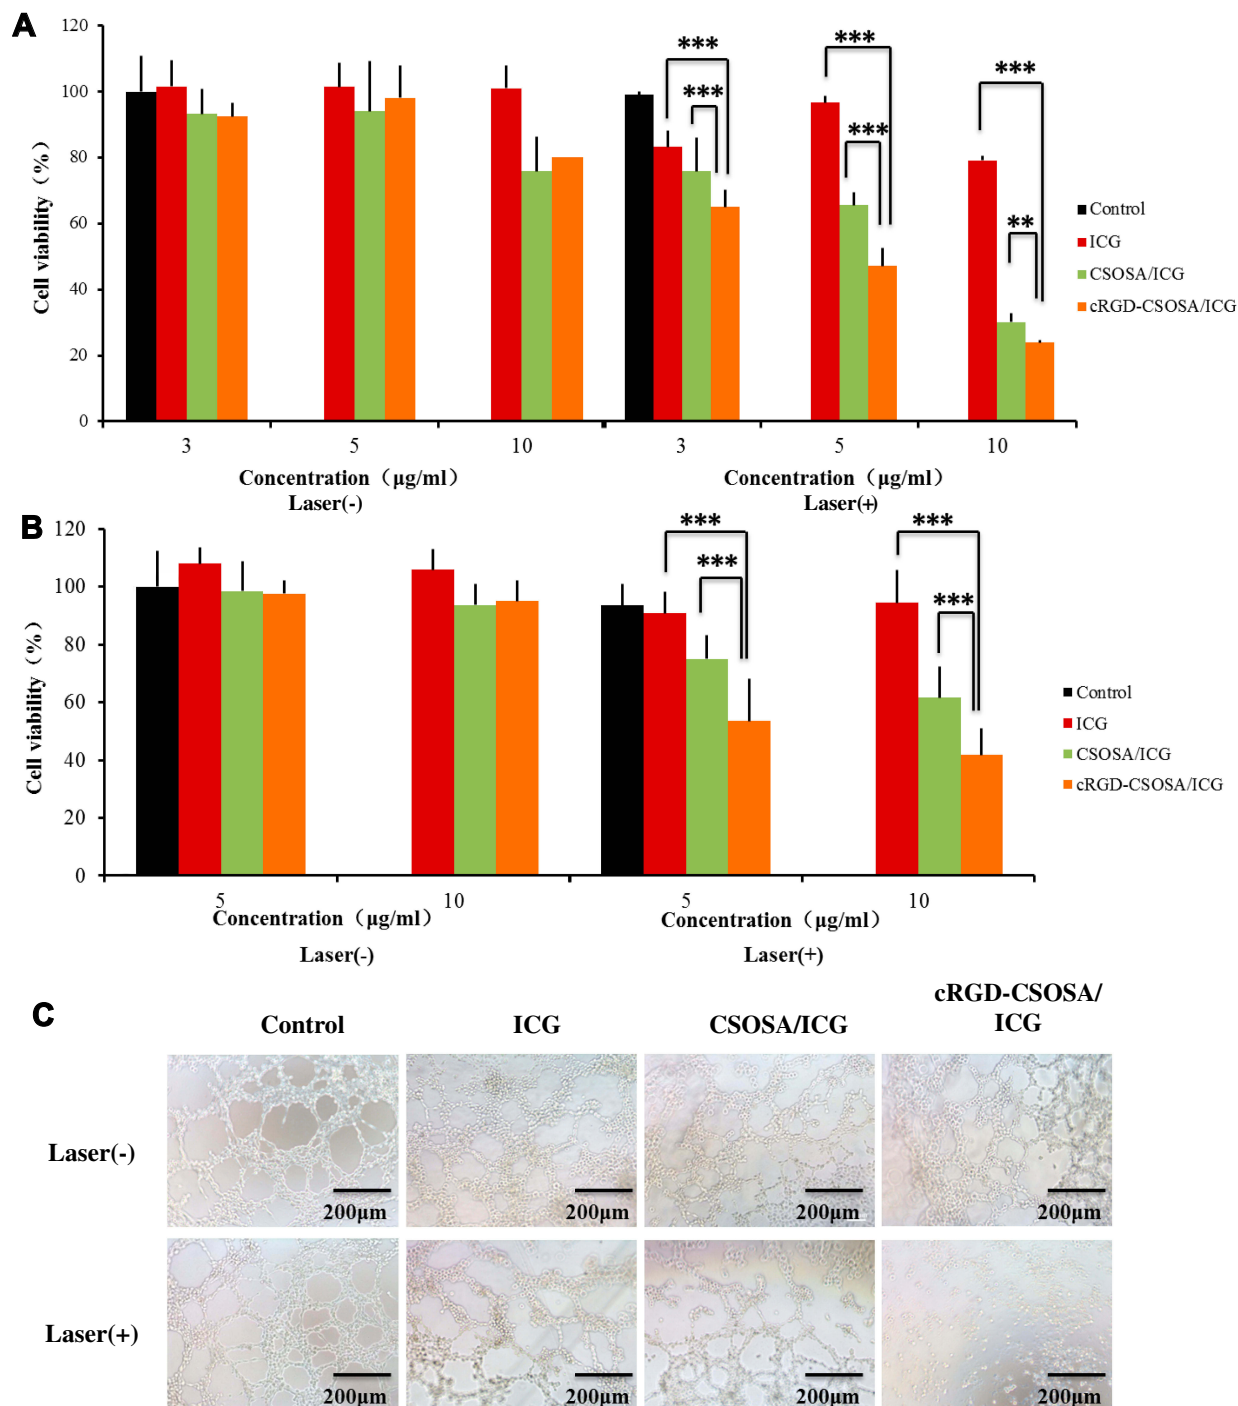 A
120
100
80
60
40
20
0
Cell viability（%）
***
***
***
***
***
**
Control
ICG
CSOSA/ICG
cRGD-CSOSA/ICG
3 5 10 3 5 10
Concentration（μg/ml） Concentration（μg/ml）
Laser(-) Laser(+)
B
120
100
80
60
40
20
0
Cell viability（%）
***
***
***
***
Control
ICG
CSOSA/ICG
cRGD-CSOSA/ICG
5 10 5 10
Concentration（μg/ml） Concentration（μg/ml）
Laser(-) Laser(+)
C
Control ICG CSOSA/ICG cRGD-CSOSA/
ICG
Laser(-)
200μm 200μm 200μm 200μm
Laser(+)
200μm 200μm 200μm 200μm